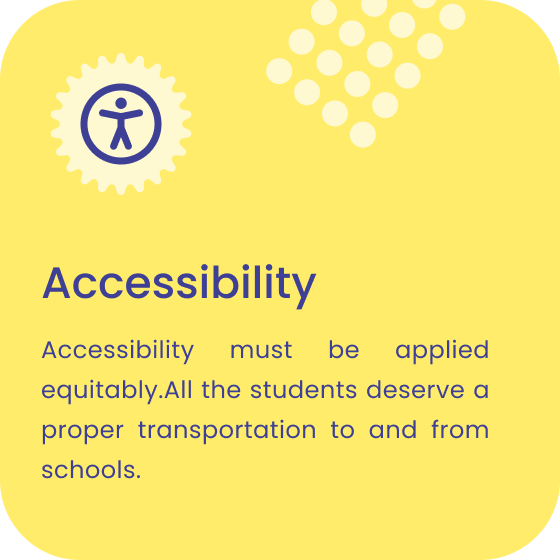 Accessibility
Accessibility must be applied
equitably.All the students deserve a
proper transportation to and from
schools.